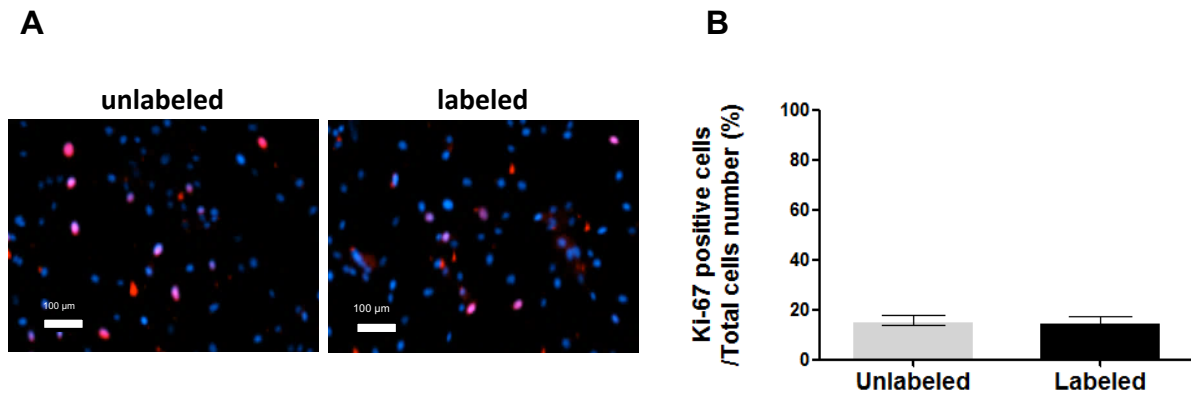 A
B
unlabeled
labeled
100 µm
100 µm
Ki-67 positive cells
/Total cells number (%)
100
80
60
40
20
0
Unlabeled
Labeled